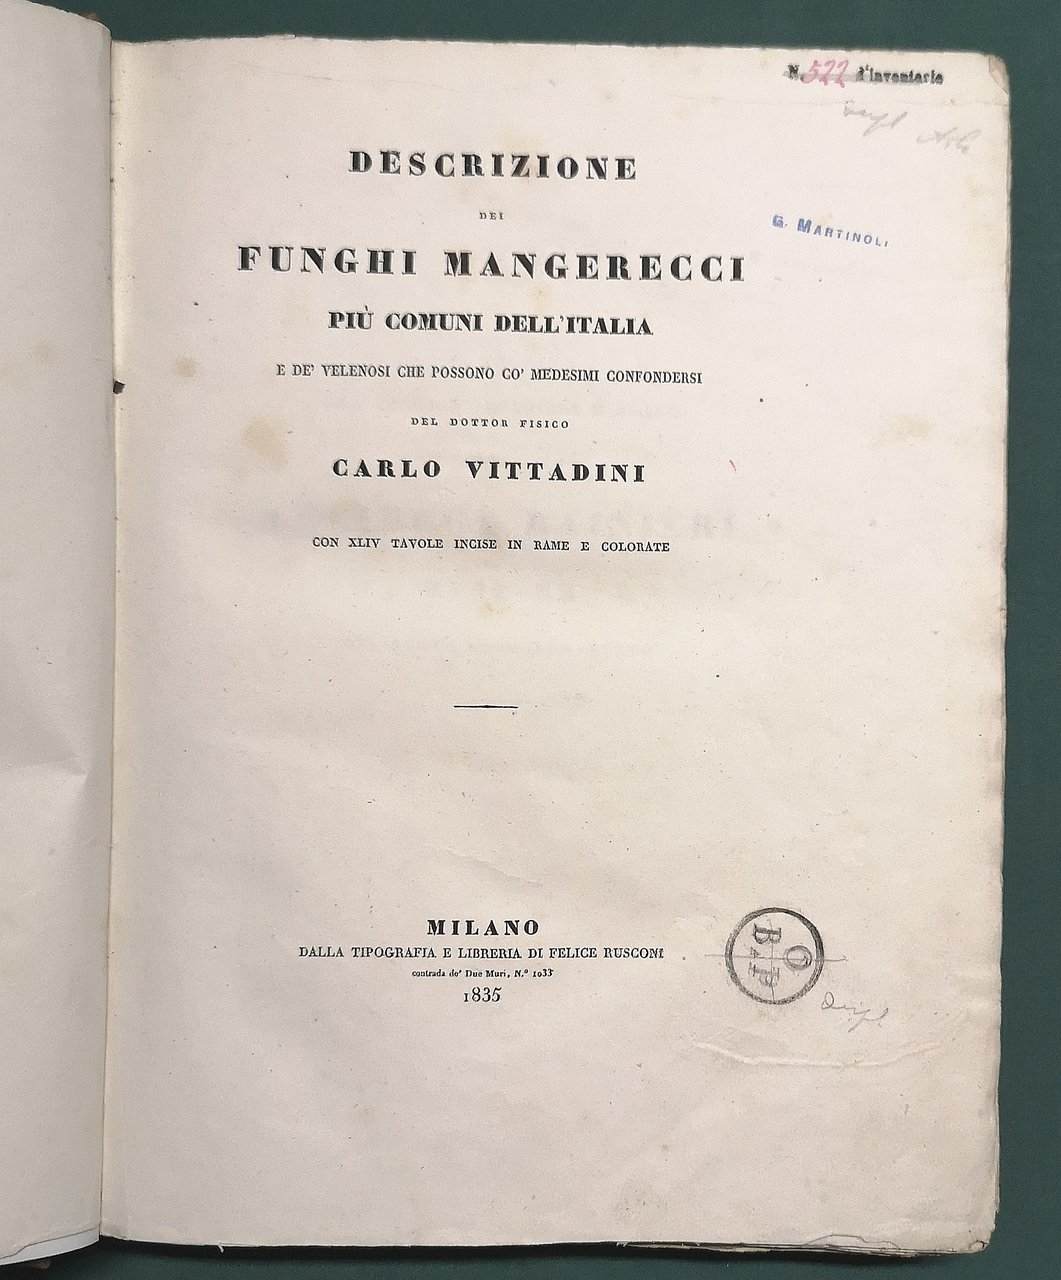 N. 522 d'inventario
G. MARTINOLI
DESCRIZIONE
DEI
FUNGHI MANGERECCI
PIÙ COMUNI DELL'ITALIA
E DE' VELENOSI CHE POSSONO CO' MEDESIMI CONFONDERSI
DEL DOTTOR FISICO
CARLO VITTADINI
CON XLIV TAVOLE INCISE IN RAME E COLORATE
MILANO
DALLA TIPOGRAFIA E LIBRERIA DI FELICE RUSCONI
contrada de' Due Muri, N.º 1033
1835
O
B A P